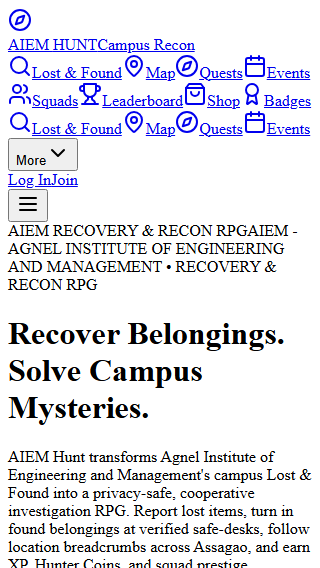 AIEM HUNTCampus Recon
Lost & Found Map Quests Events
Squads Leaderboard Shop Badges
Lost & Found Map Quests Events
More
Log InJoin
AIEM RECOVERY & RECON RPGAIEM -
AGNEL INSTITUTE OF ENGINEERING
AND MANAGEMENT • RECOVERY &
RECON RPG
Recover Belongings.
Solve Campus
Mysteries.
AIEM Hunt transforms Agnel Institute of
Engineering and Management's campus Lost &
Found into a privacy-safe, cooperative
investigation RPG. Report lost items, turn in
found belongings at verified safe-desks, follow
location breadcrumbs across Assagao, and earn
XP, Hunter Coins, and squad prestige